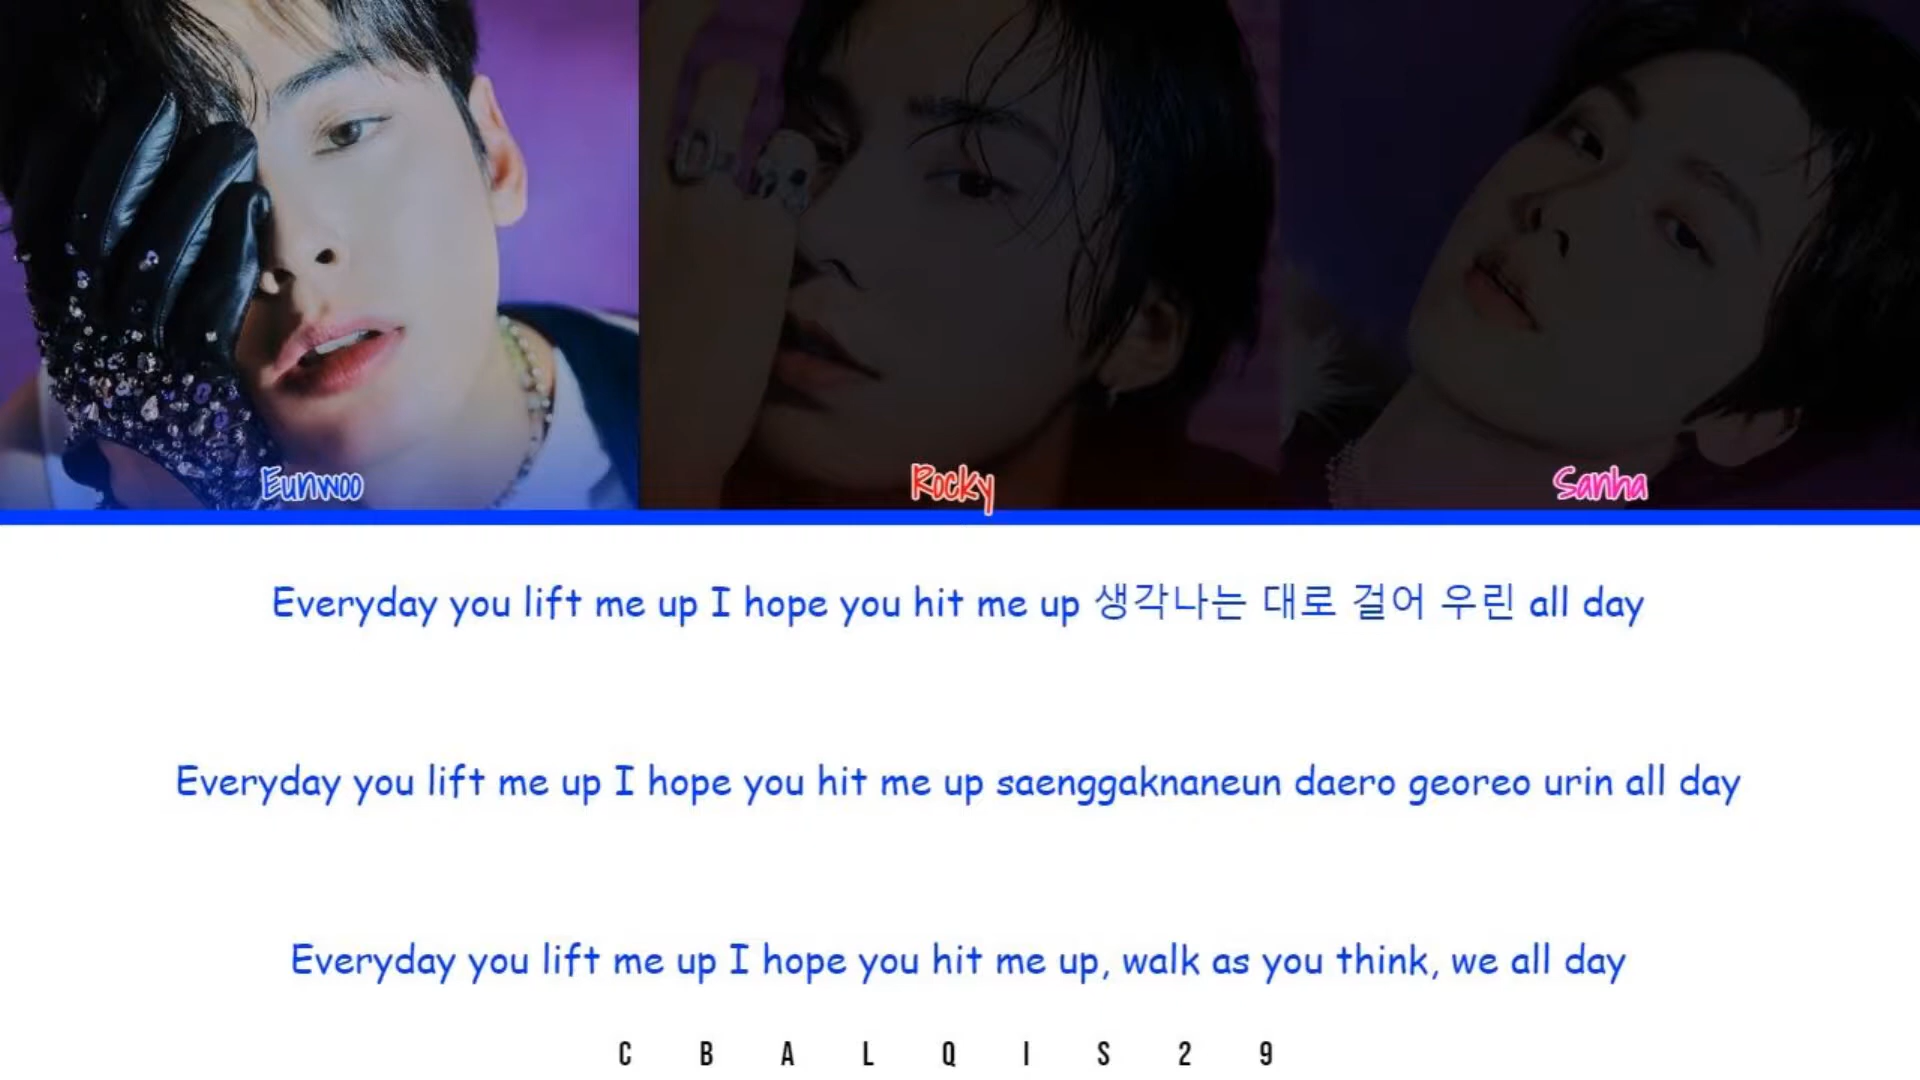 Eunwoo Rocky Sanha
Everyday you lift me up I hope you hit me up 생각나는 대로 걸어 우린 all day
Everyday you lift me up I hope you hit me up saenggaknaneun daero georeo urin all day
Everyday you lift me up I hope you hit me up, walk as you think, we all day
C B A L Q I S 2 9